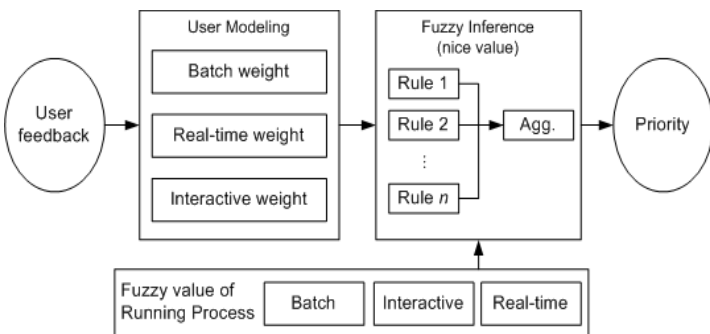 User
feedback
User Modeling
Batch weight
Real-time weight
Interactive weight
Fuzzy Inference
(nice value)
Rule 1
Rule 2
⋮
Rule n
Agg.
Priority
Fuzzy value of
Running Process
Batch
Interactive
Real-time